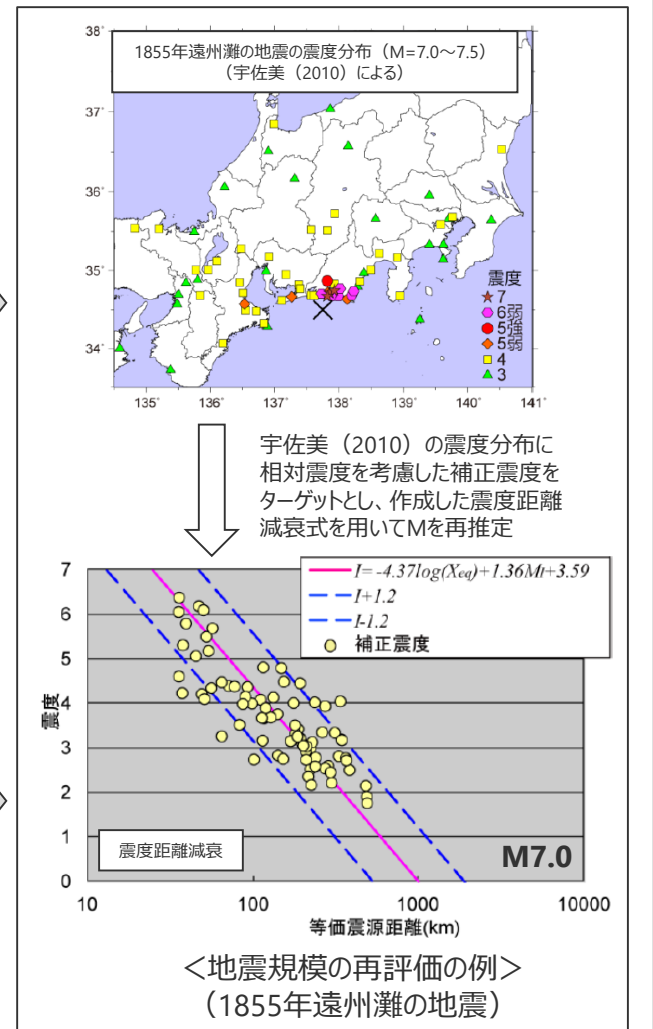 1855年遠州灘の地震の震度分布（M=7.0～7.5）
（宇佐美（2010）による）
38°
37°
36°
35°
34°
135°
136°
137°
138°
139°
140°
141°
震度
7
6弱
5強
5弱
4
3
宇佐美（2010）の震度分布に
相対震度を考慮した補正震度を
ターゲットとし、作成した震度距離
減衰式を用いてMを再推定
I=-4.37log(Xeq)+1.36MI+3.59
I+1.2
I-1.2
補正震度
7
6
5
4
3
2
1
0
震度
震度距離減衰
M7.0
10
100
1000
10000
等価震源距離(km)
＜地震規模の再評価の例＞
（1855年遠州灘の地震）